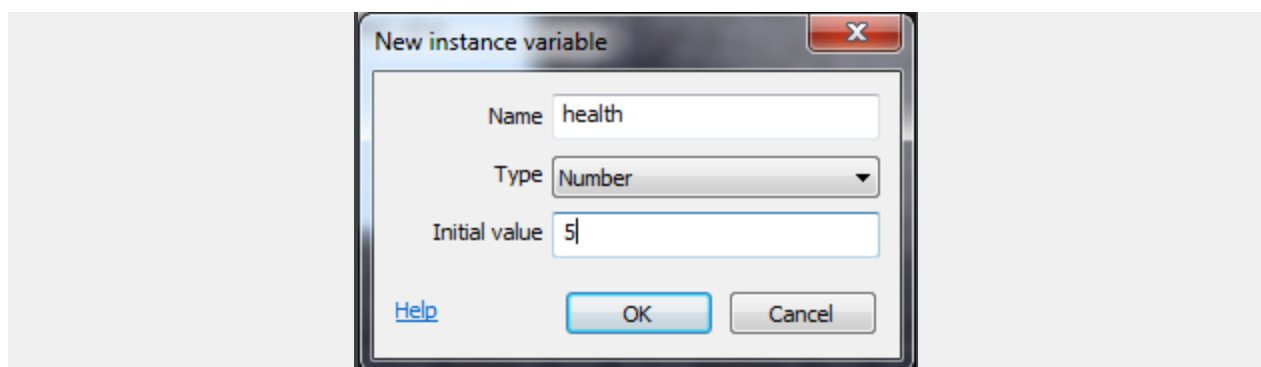 New instance variable
Name health
Type Number
Initial value 5
Help OK Cancel